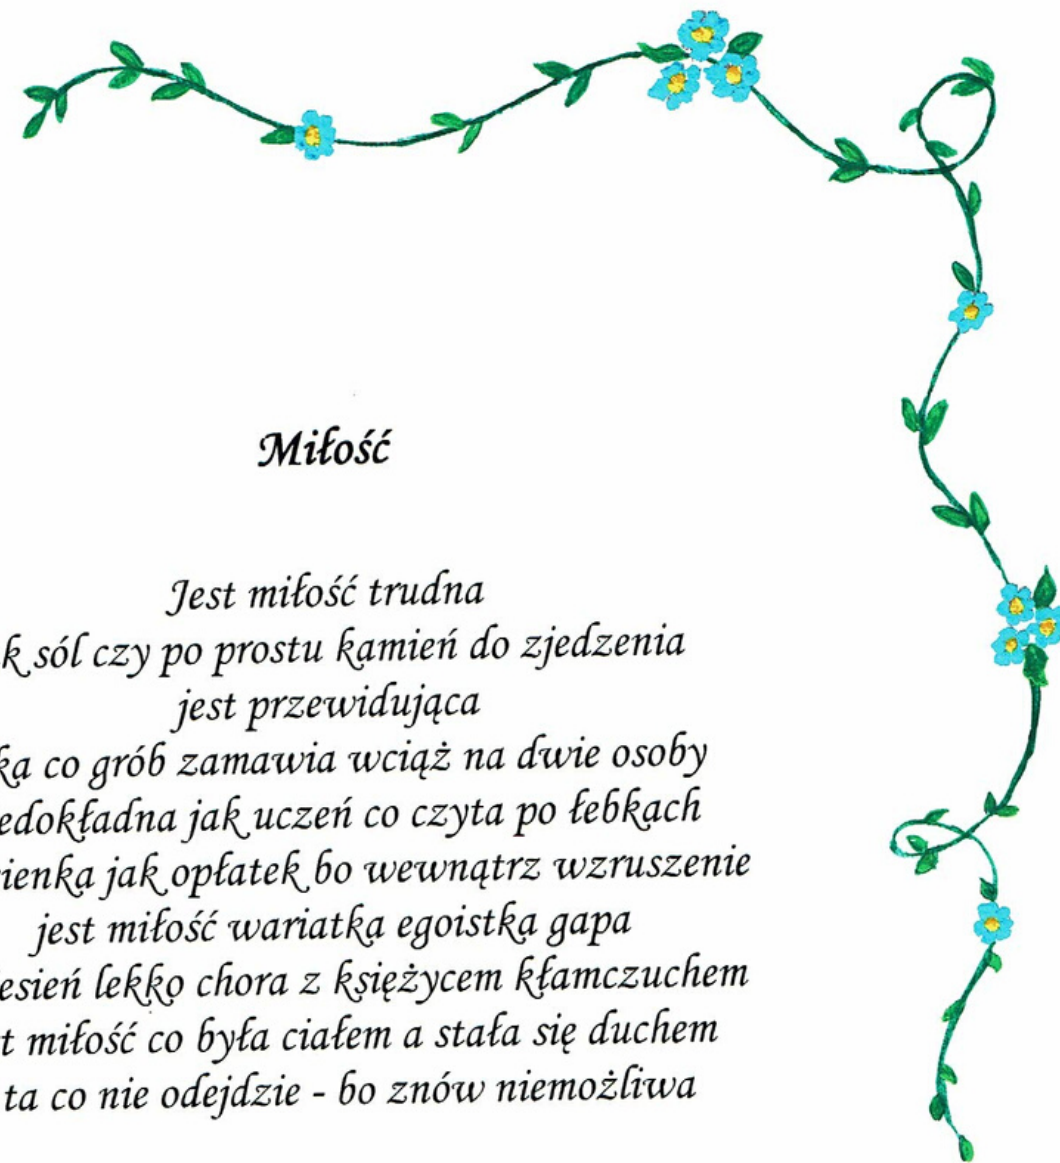 Miłość
Jest miłość trudna
sól czy po prostu kamień do zjedzenia
jest przewidująca
co grób zamawia wciąż na dwie osoby
jak uczeń co czyta po łebkach
jak opłatek bo wewnątrz wzruszenie
jest miłość wariatka egoistka gapa
lekko chora z księżycem kłamczuchem
miłość co była ciałem a stała się duchem
ta co nie odejdzie - bo znów niemożliwa